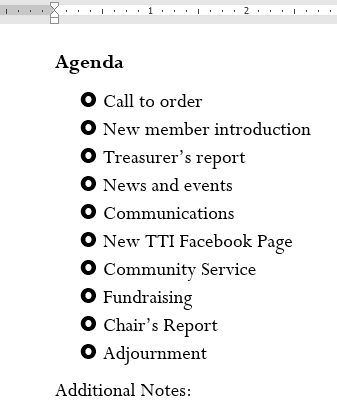 1 2
Agenda
Call to order
New member introduction
Treasurer’s report
News and events
Communications
New TTI Facebook Page
Community Service
Fundraising
Chair’s Report
Adjournment
Additional Notes: